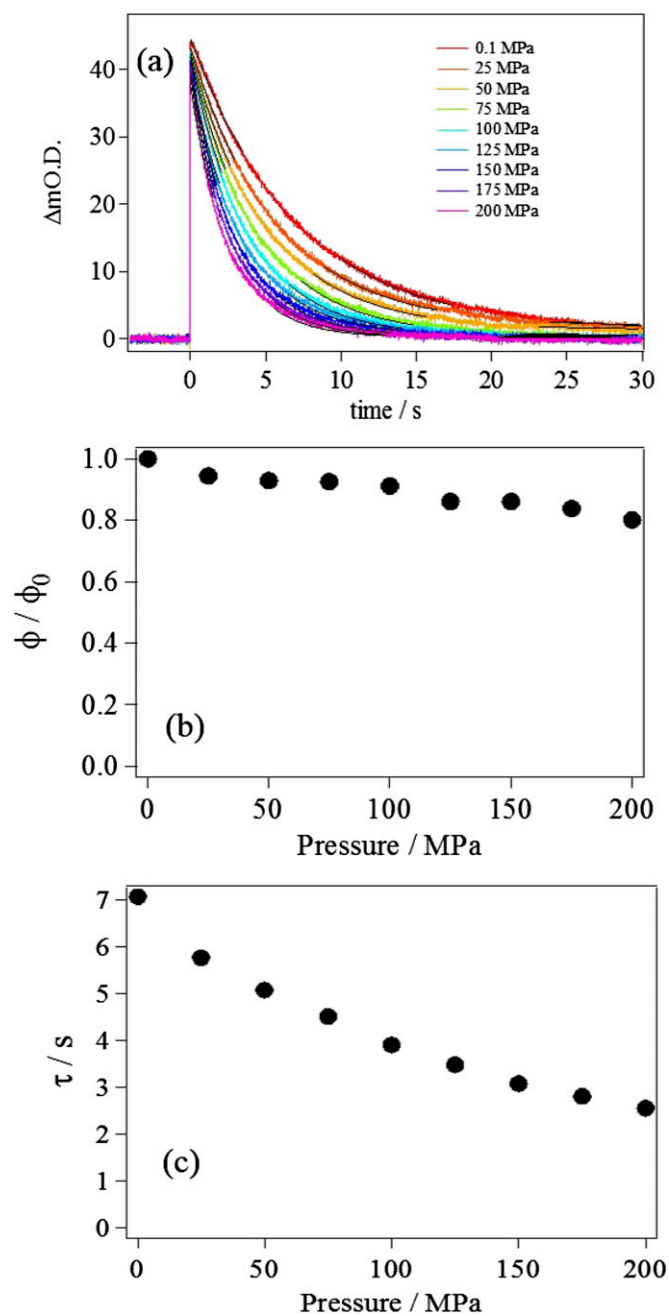 (a)
0.1 MPa
25 MPa
50 MPa
75 MPa
100 MPa
125 MPa
150 MPa
175 MPa
200 MPa
40
30
20
10
0
ΔmO.D.
0 5 10 15 20 25 30
time / s
1.0
0.8
0.6
0.4
0.2
0.0
ϕ / ϕ₀
(b)
0 50 100 150 200
Pressure / MPa
7
6
5
4
3
2
1
0
τ / s
(c)
0 50 100 150 200
Pressure / MPa